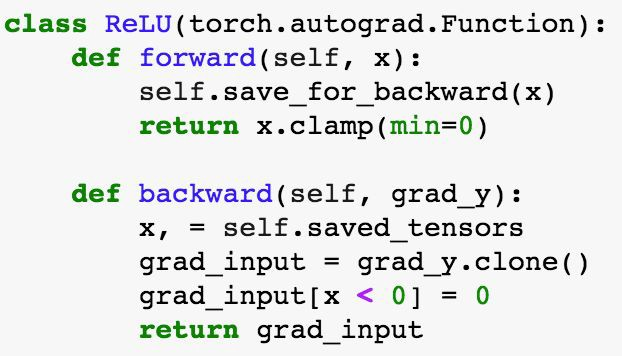 class ReLU(torch.autograd.Function):
    def forward(self, x):
        self.save_for_backward(x)
        return x.clamp(min=0)

    def backward(self, grad_y):
        x, = self.saved_tensors
        grad_input = grad_y.clone()
        grad_input[x < 0] = 0
        return grad_input